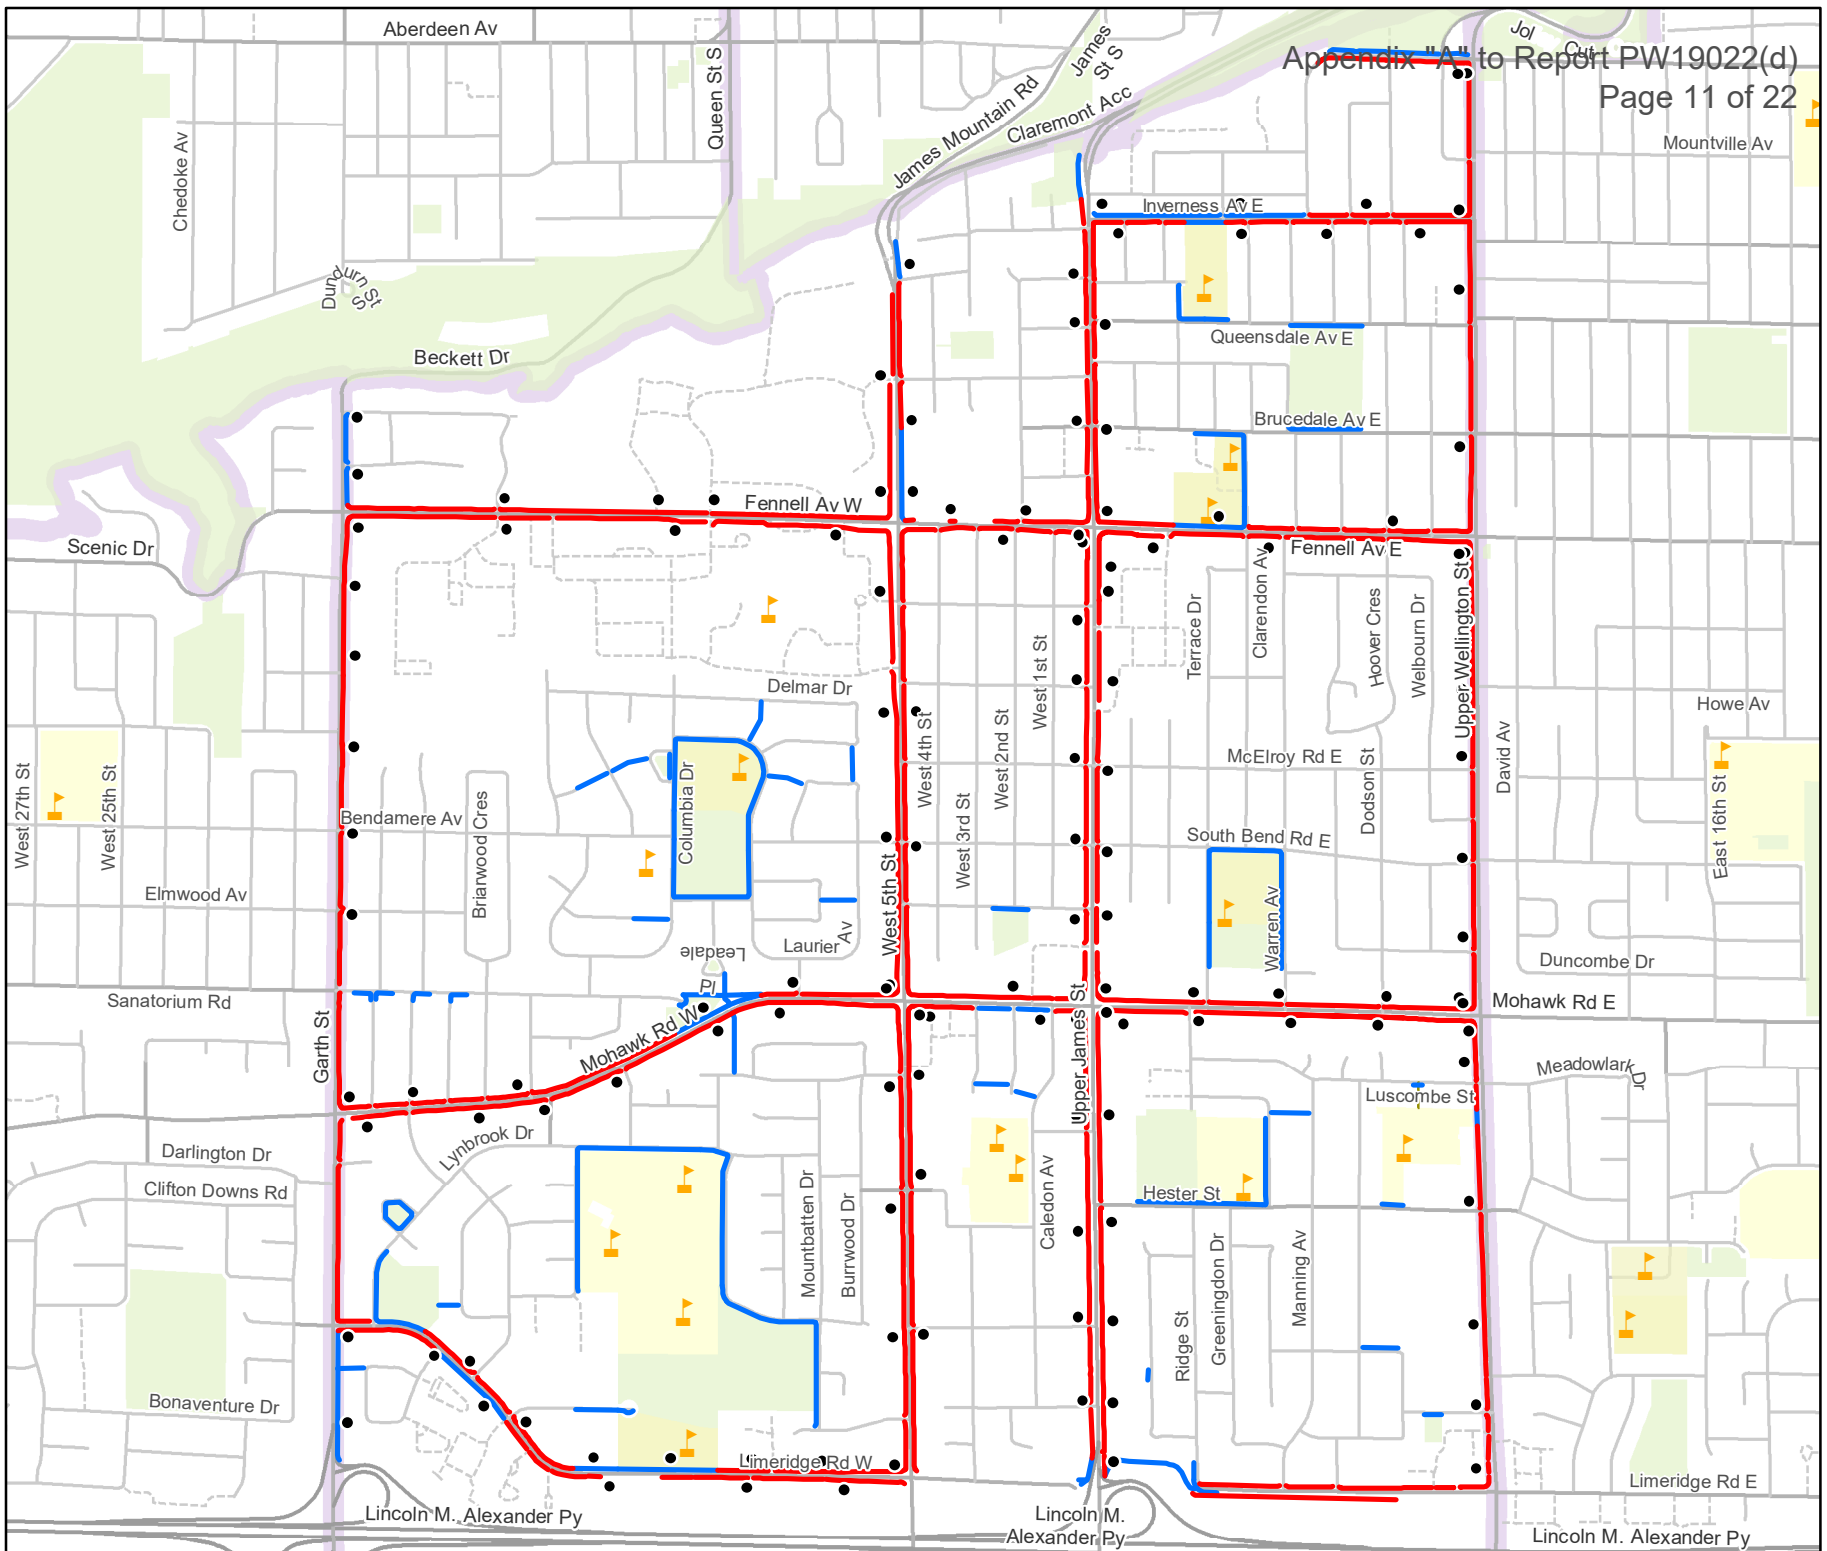 Aberdeen Av
Queen St S
James
St S
Jol
Cut
Appendix "A" to Report PW19022(d)
Page 11 of 22
James Mountain Rd
Claremont Acc
Mountville Av
Chedoke Av
Inverness Av E
Dundurn St
S
Beckett Dr
Queensdale Av E
Brucedale Av E
Fennell Av W
Scenic Dr
Fennell Av E
Clarendon Av
Terrace Dr
Hoover Cres
Welbourn Dr
Upper Wellington St
West 1st St
Delmar Dr
West 4th St
West 2nd St
Howe Av
McElroy Rd E
David Av
West 27th St
West 25th St
Columbia Dr
Dodson St
East 16th St
Bendamere Av
Briarwood Cres
West 3rd St
South Bend Rd E
West 5th St
Elmwood Av
Warren Av
Laurier
Av
Leadale
Pl
Duncombe Dr
Sanatorium Rd
Mohawk Rd E
Garth St
Mohawk Rd W
Upper James St
Meadowlark
Dr
Luscombe St
Lynbrook Dr
Darlington Dr
Clifton Downs Rd
Mountbatten Dr
Burrwood Dr
Caledon Av
Hester St
Greeningdon Dr
Manning Av
Ridge St
Bonaventure Dr
Limeridge Rd W
Limeridge Rd E
Lincoln M. Alexander Py
Lincoln M.
Alexander Py
Lincoln M. Alexander Py